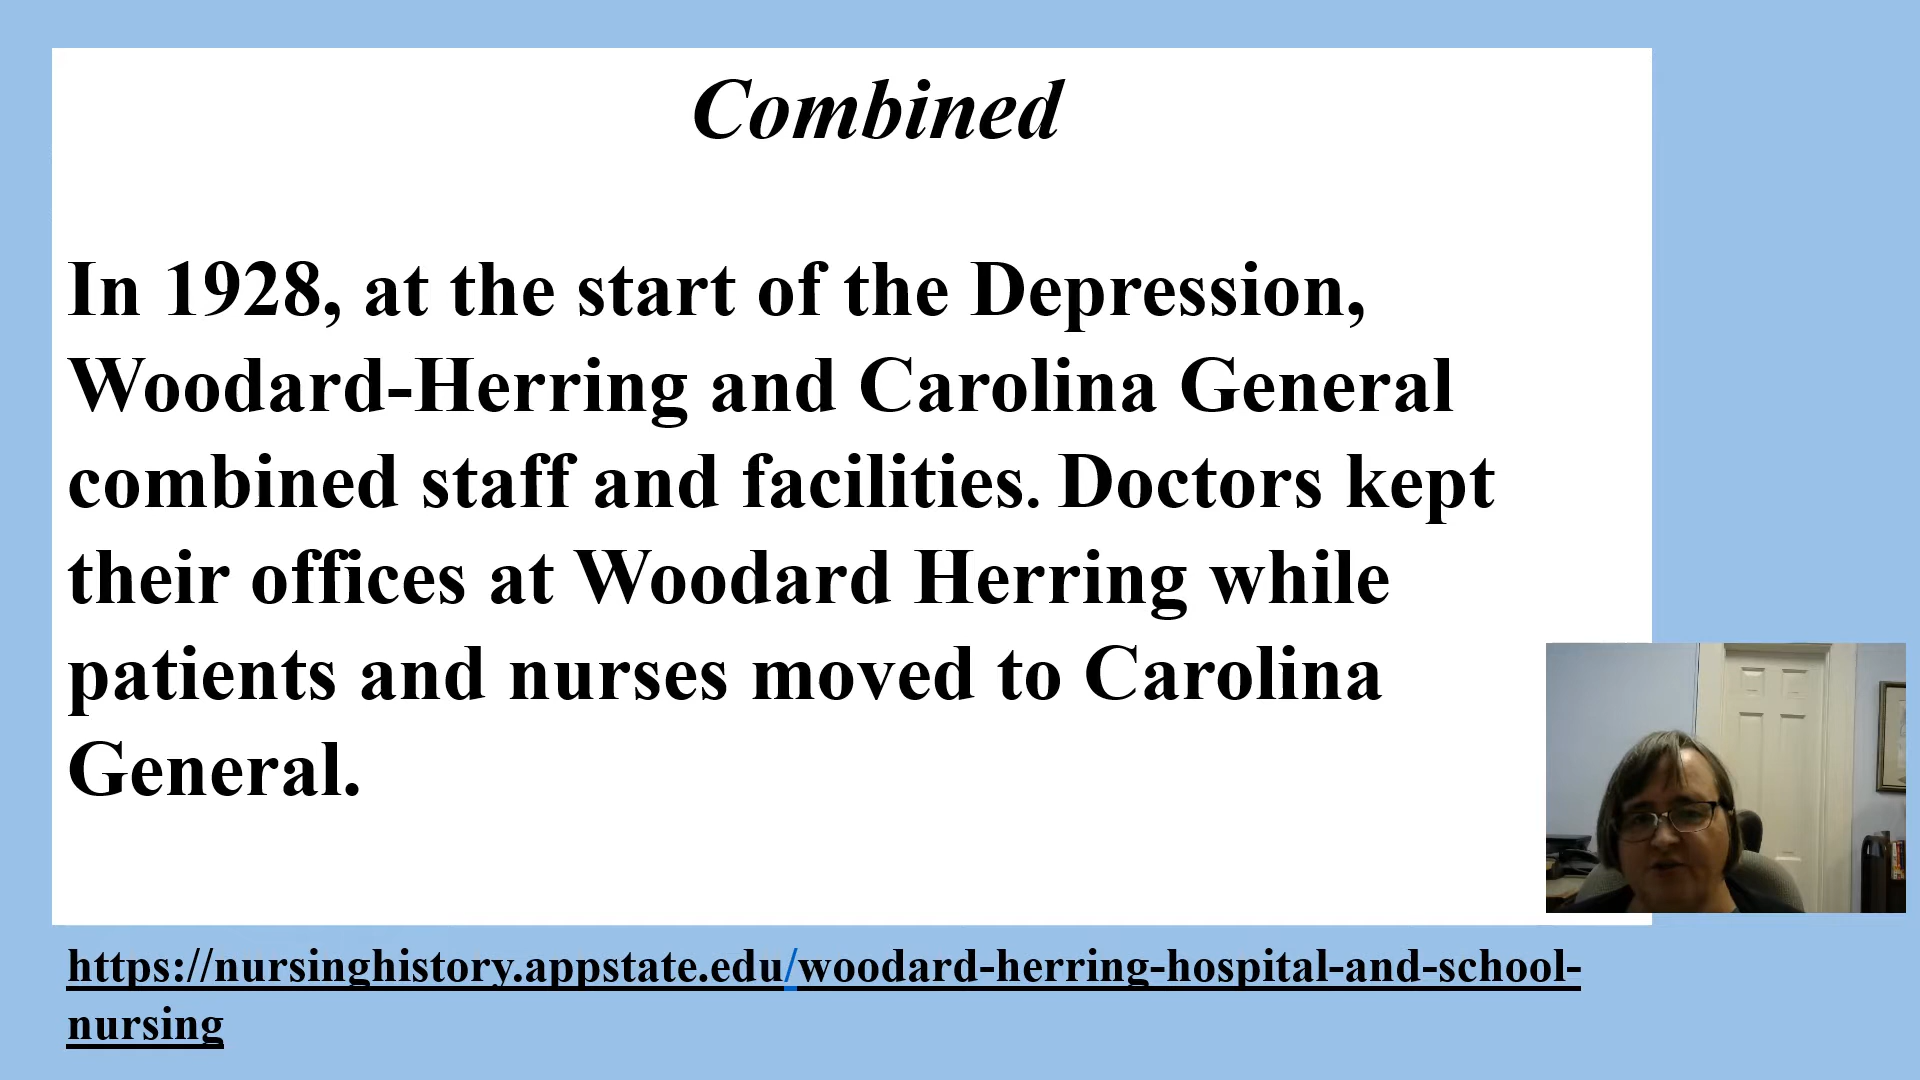 Combined
In 1928, at the start of the Depression,
Woodard-Herring and Carolina General
combined staff and facilities. Doctors kept
their offices at Woodard Herring while
patients and nurses moved to Carolina
General.
https://nursinghistory.appstate.edu/woodard-herring-hospital-and-school-
nursing